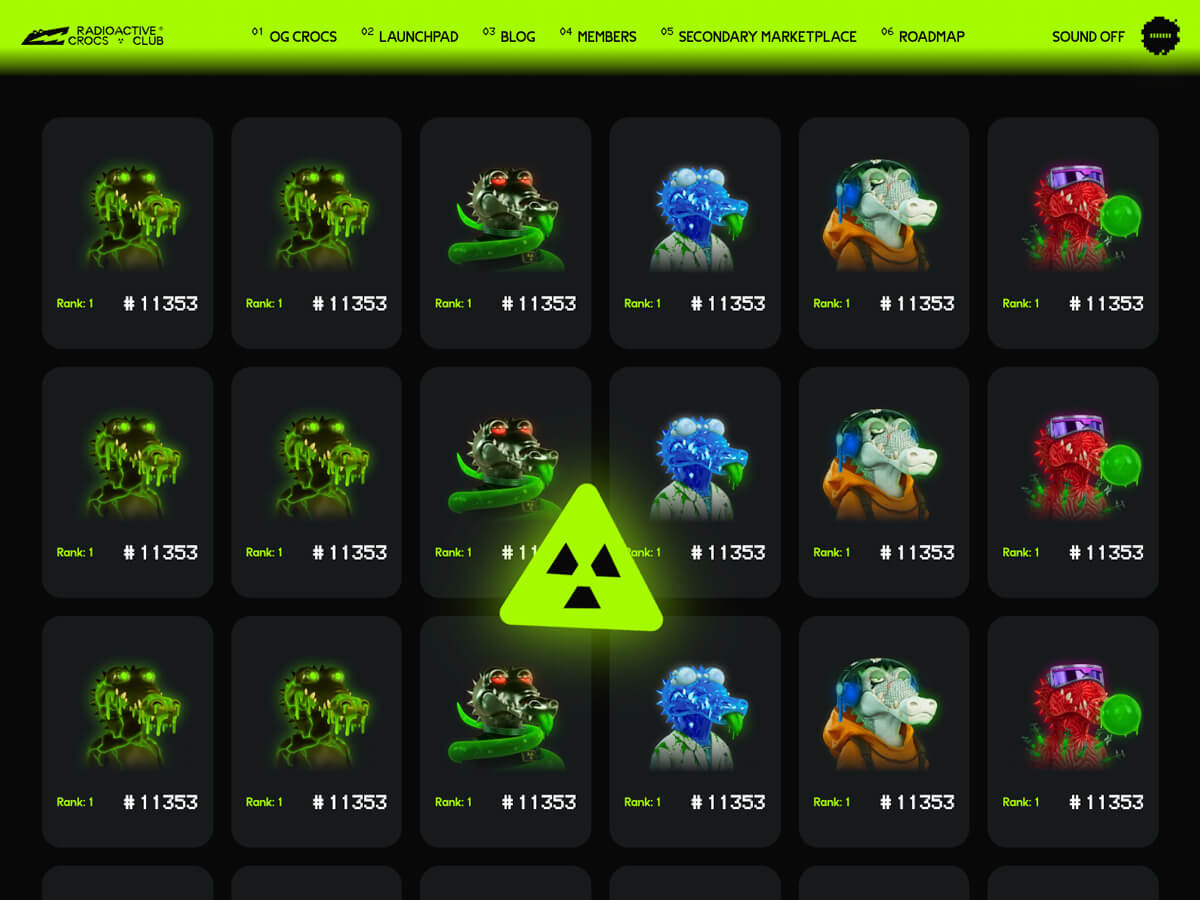 RADIOACTIVE®
CROCS CLUB
01 OG CROCS
02 LAUNCHPAD
03 BLOG
04 MEMBERS
05 SECONDARY MARKETPLACE
06 ROADMAP
SOUND OFF
Rank: 1 #11353
Rank: 1 #11353
Rank: 1 #11353
Rank: 1 #11353
Rank: 1 #11353
Rank: 1 #11353
Rank: 1 #11353
Rank: 1 #11353
Rank: 1 #11
ank: 1 #11353
Rank: 1 #11353
Rank: 1 #11353
Rank: 1 #11353
Rank: 1 #11353
Rank: 1 #11353
Rank: 1 #11353
Rank: 1 #11353
Rank: 1 #11353